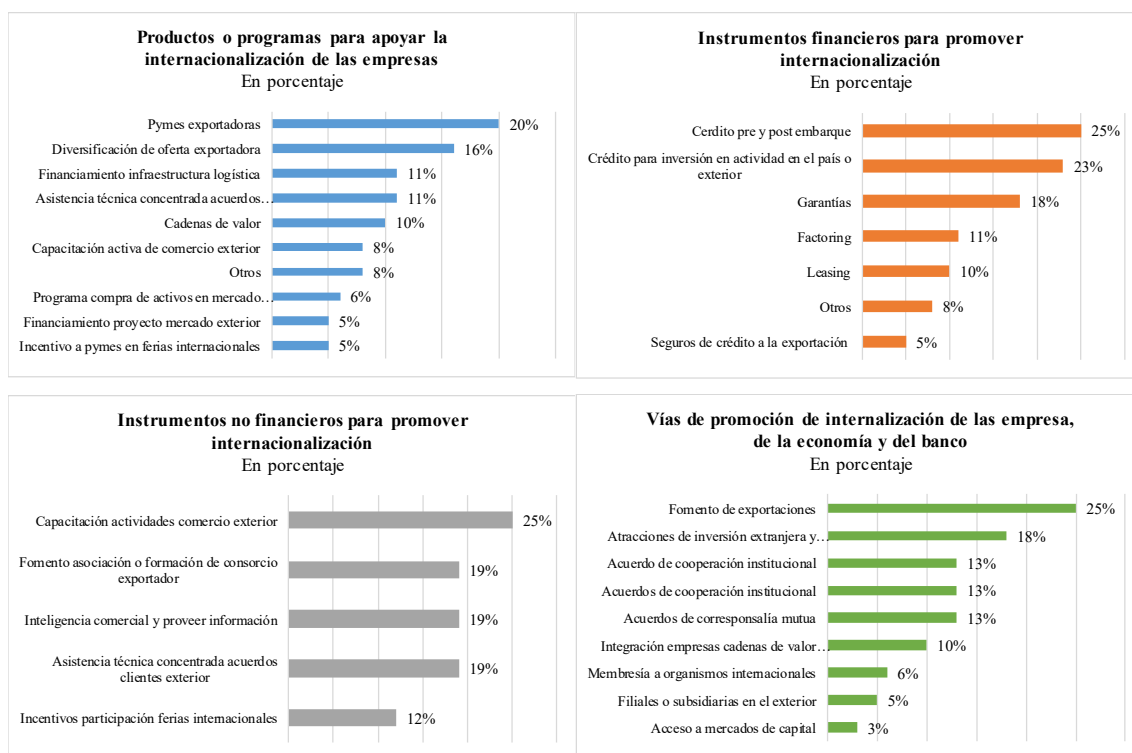 Productos o programas para apoyar la
internacionalización de las empresas
En porcentaje
Pymes exportadoras 20%
Diversificación de oferta exportadora 16%
Financiamiento infraestructura logística 11%
Asistencia técnica concentrada acuerdos… 11%
Cadenas de valor 10%
Capacitación activa de comercio exterior 8%
Otros 8%
Programa compra de activos en mercado… 6%
Financiamiento proyecto mercado exterior 5%
Incentivo a pymes en ferias internacionales 5%
Instrumentos financieros para promover
internacionalización
En porcentaje
Cerdito pre y post embarque 25%
Crédito para inversión en actividad en el país o
exterior 23%
Garantías 18%
Factoring 11%
Leasing 10%
Otros 8%
Seguros de crédito a la exportación 5%
Instrumentos no financieros para promover
internacionalización
En porcentaje
Capacitación actividades comercio exterior 25%
Fomento asociación o formación de consorcio
exportador 19%
Inteligencia comercial y proveer información 19%
Asistencia técnica concentrada acuerdos
clientes exterior 19%
Incentivos participación ferias internacionales 12%
Vías de promoción de internalización de las empresa,
de la economía y del banco
En porcentaje
Fomento de exportaciones 25%
Atracciones de inversión extranjera y… 18%
Acuerdo de cooperación institucional 13%
Acuerdos de cooperación institucional 13%
Acuerdos de corresponsalía mutua 13%
Integración empresas cadenas de valor… 10%
Membresía a organismos internacionales 6%
Filiales o subsidiarias en el exterior 5%
Acceso a mercados de capital 3%